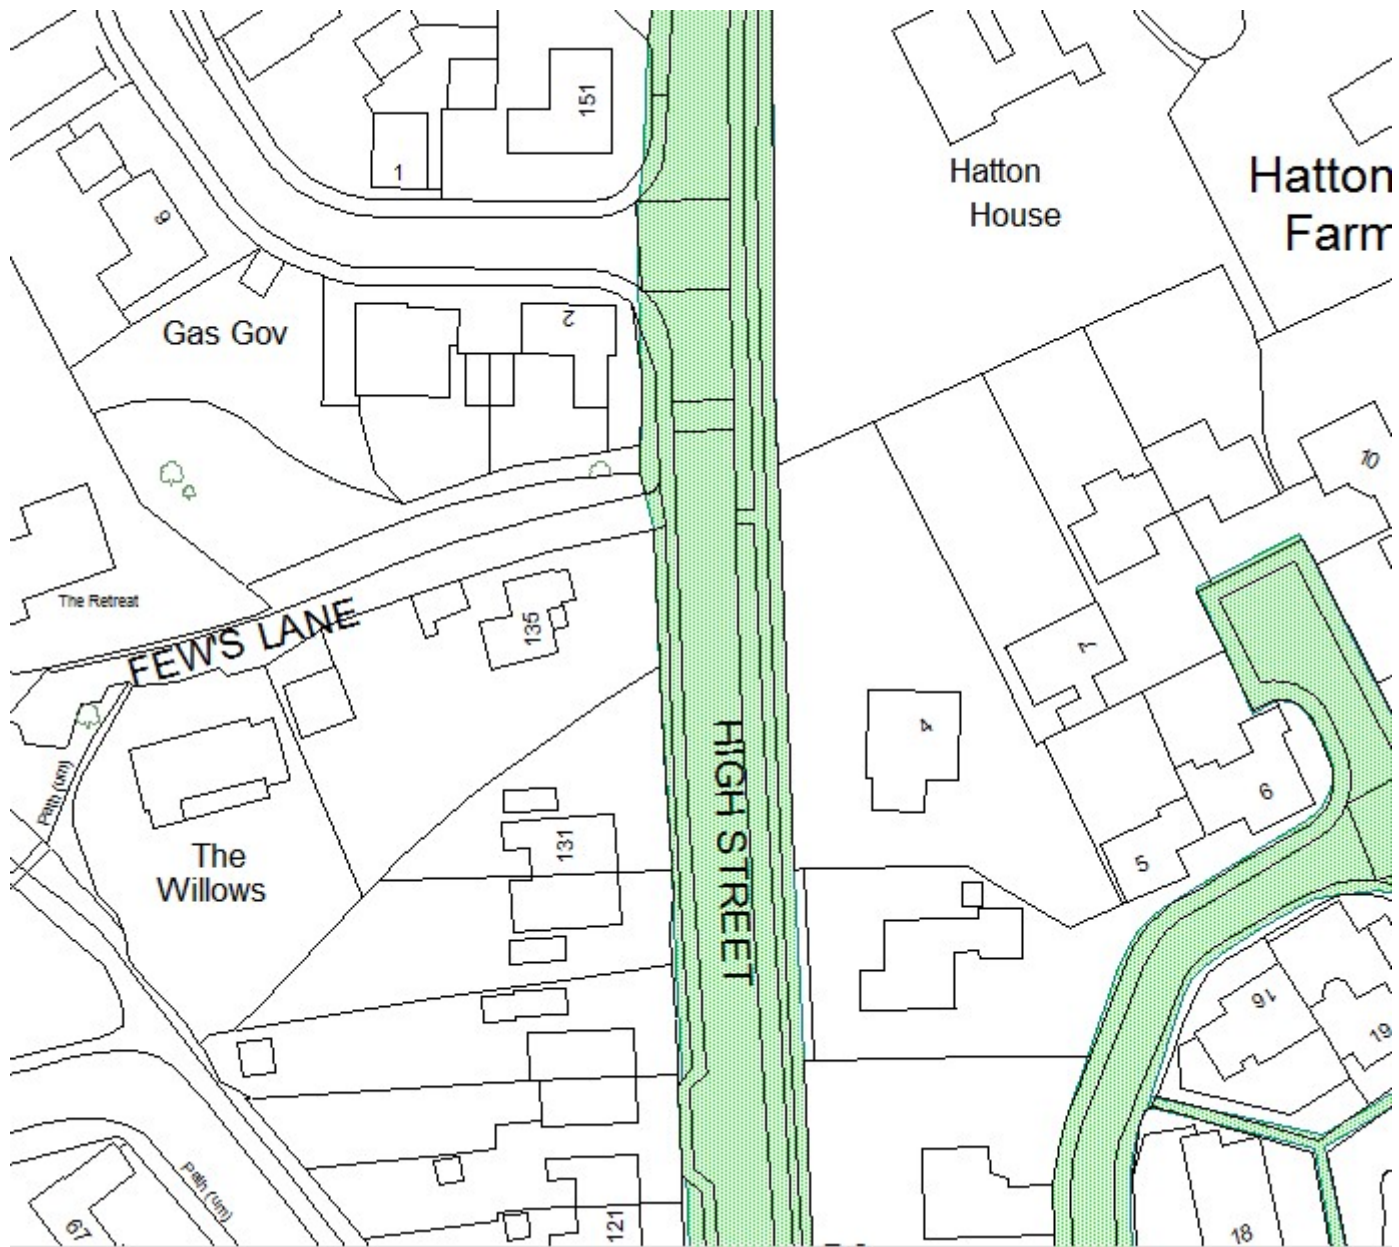 151
1
Hatton
House
Hatton
Farm
9
Gas Gov
2
10
The Retreat
FEW'S LANE
135
7
4
HIGH STREET
Path (um)
131
6
5
The
Willows
16
19
Path (um)
67
121
18